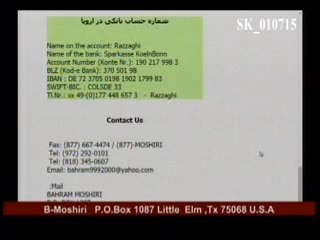 SK_010715
شماره حساب بانکی در اروپا
Name on the account: Razzaghi
Name of the bank: Sparkasse KoelnBonn
Account Number (Konte Nr.): 190 217 998 3
BLZ (Kod-e Bank): 370 501 98
IBAN : DE 72 3705 0198 1902 1799 83
SWIFT-BIC. : COLSDE 33
Tl.Nr.: xx 49-(0)177 448 657 3 - Razzaghi
Contact Us
Fax: (877) 667-4474 / (877)-MOSHIRI
Tel: (972) 292-0101
Tel: (818) 345-0607
Email: bahram9992000@yahoo.com
:Mail
BAHRAM MOSHIRI
B-Moshiri P.O.Box 1087 Little Elm ,Tx 75068 U.S.A